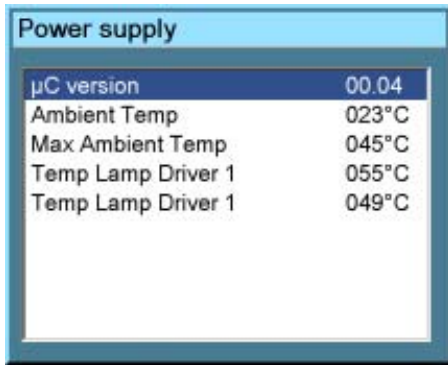 Power supply
µC version 00.04
Ambient Temp 023°C
Max Ambient Temp 045°C
Temp Lamp Driver 1 055°C
Temp Lamp Driver 1 049°C